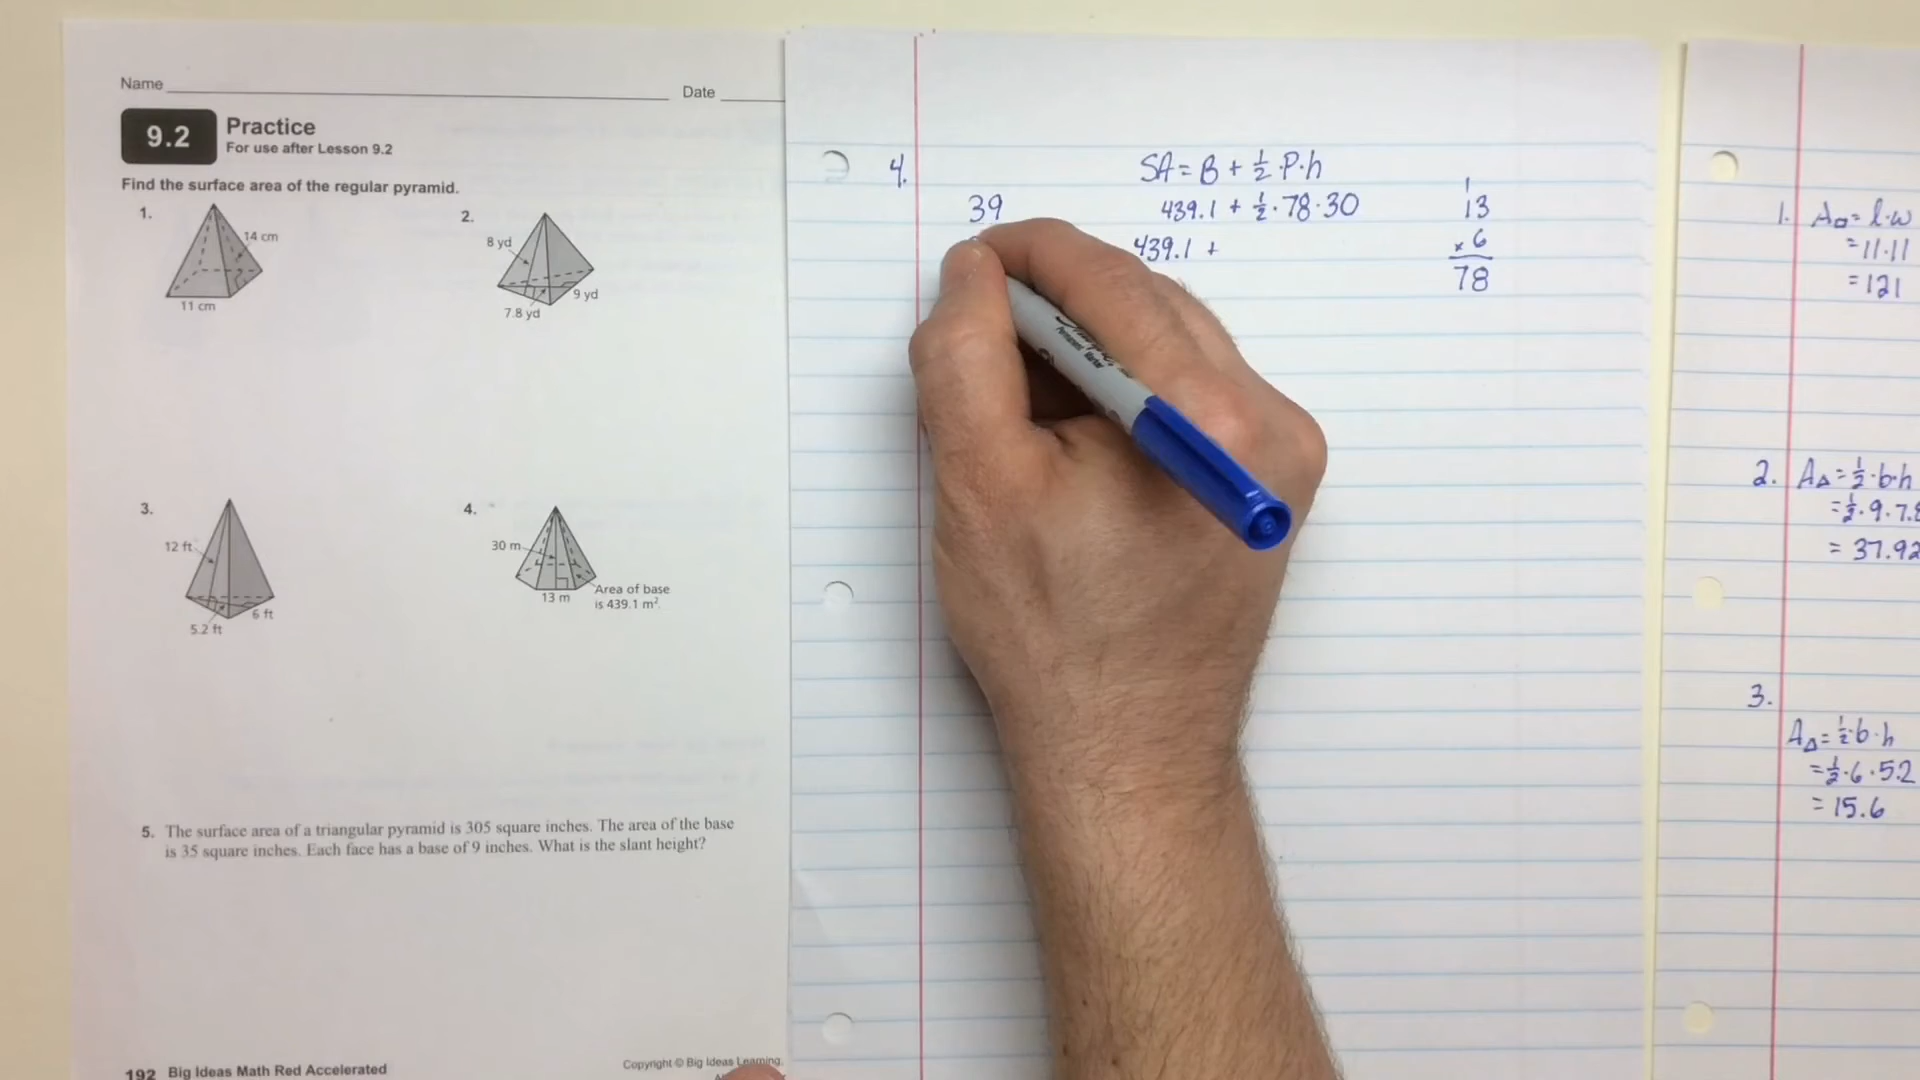 Name
Date
9.2
Practice
For use after Lesson 9.2
Find the surface area of the regular pyramid.
1.
14 cm
11 cm
2.
8 yd
9 yd
7.8 yd
3.
12 ft
6 ft
5.2 ft
4.
30 m
13 m
Area of base
is 439.1 m².
5. The surface area of a triangular pyramid is 305 square inches. The area of the base
is 35 square inches. Each face has a base of 9 inches. What is the slant height?
192 Big Ideas Math Red Accelerated
Copyright © Big Ideas Learning,
4.
SA = B + ½·P·h
439.1 + ½·78·30
439.1 +
39
1
13
× 6
78
Permanent Marker
1. A□ = l·w
= 11·11
= 121
2. A△ = ½·b·h
= ½·9·7.8
= 37.92
3.
A△ = ½·b·h
= ½·6·5.2
= 15.6